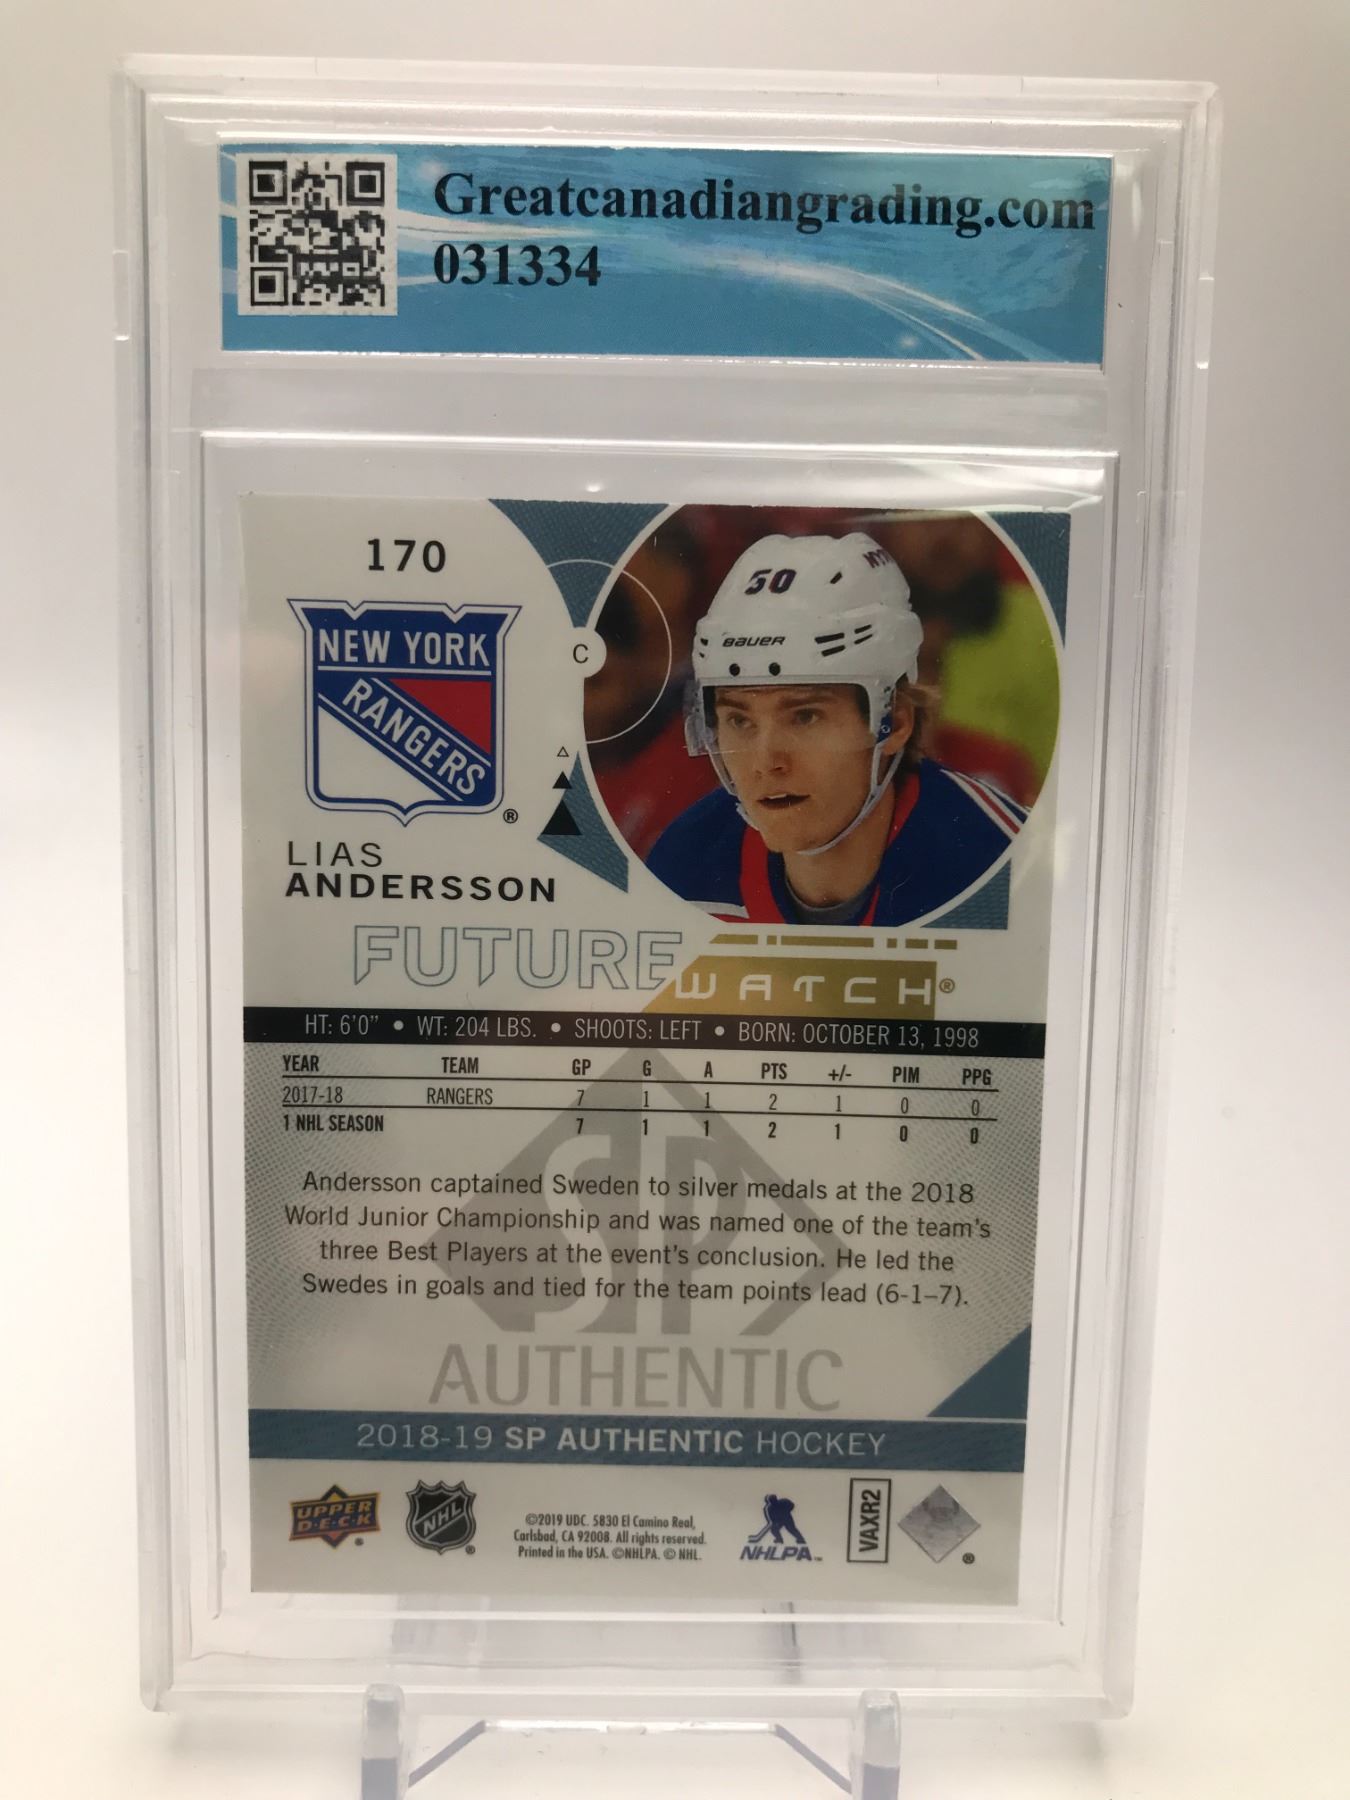 Greatcanadiangrading.com
031334
170
50
BAUER
NEW YORK
RANGERS
®
C
LIAS
ANDERSSON
FUTURE
WATCH®
HT: 6'0" • WT: 204 LBS. • SHOOTS: LEFT • BORN: OCTOBER 13, 1998
YEAR TEAM GP G A PTS +/- PIM PPG
2017-18 RANGERS 7 1 1 2 1 0 0
1 NHL SEASON 7 1 1 2 1 0 0
Andersson captained Sweden to silver medals at the 2018
World Junior Championship and was named one of the team's
three Best Players at the event's conclusion. He led the
Swedes in goals and tied for the team points lead (6-1–7).
SP
AUTHENTIC
2018-19 SP AUTHENTIC HOCKEY
UPPER
D·E·C·K
®
NHL
®
©2019 UDC. 5830 El Camino Real,
Carlsbad, CA 92008. All rights reserved.
Printed in the USA. ©NHLPA. © NHL.
NHLPA™
VAXR2
®